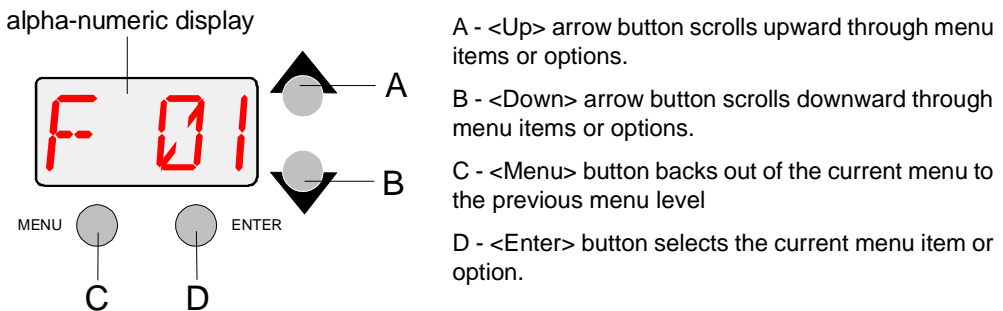 alpha-numeric display
F 01
A
B
MENU
ENTER
C
D
A - <Up> arrow button scrolls upward through menu
items or options.
B - <Down> arrow button scrolls downward through
menu items or options.
C - <Menu> button backs out of the current menu to
the previous menu level
D - <Enter> button selects the current menu item or
option.